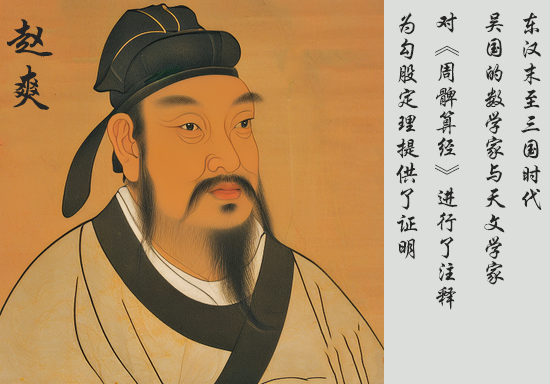 赵爽
东汉末至三国时代
吴国的数学家与天文学家
对《周髀算经》进行了注释
为勾股定理提供了证明